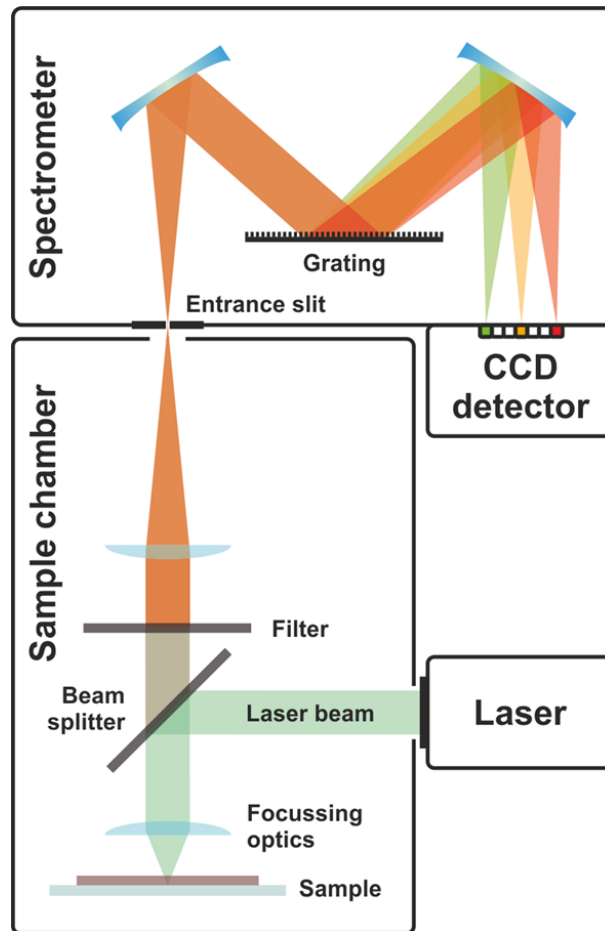 Spectrometer
Grating
Entrance slit
CCD
detector
Sample chamber
Filter
Beam
splitter
Laser beam
Laser
Focussing
optics
Sample